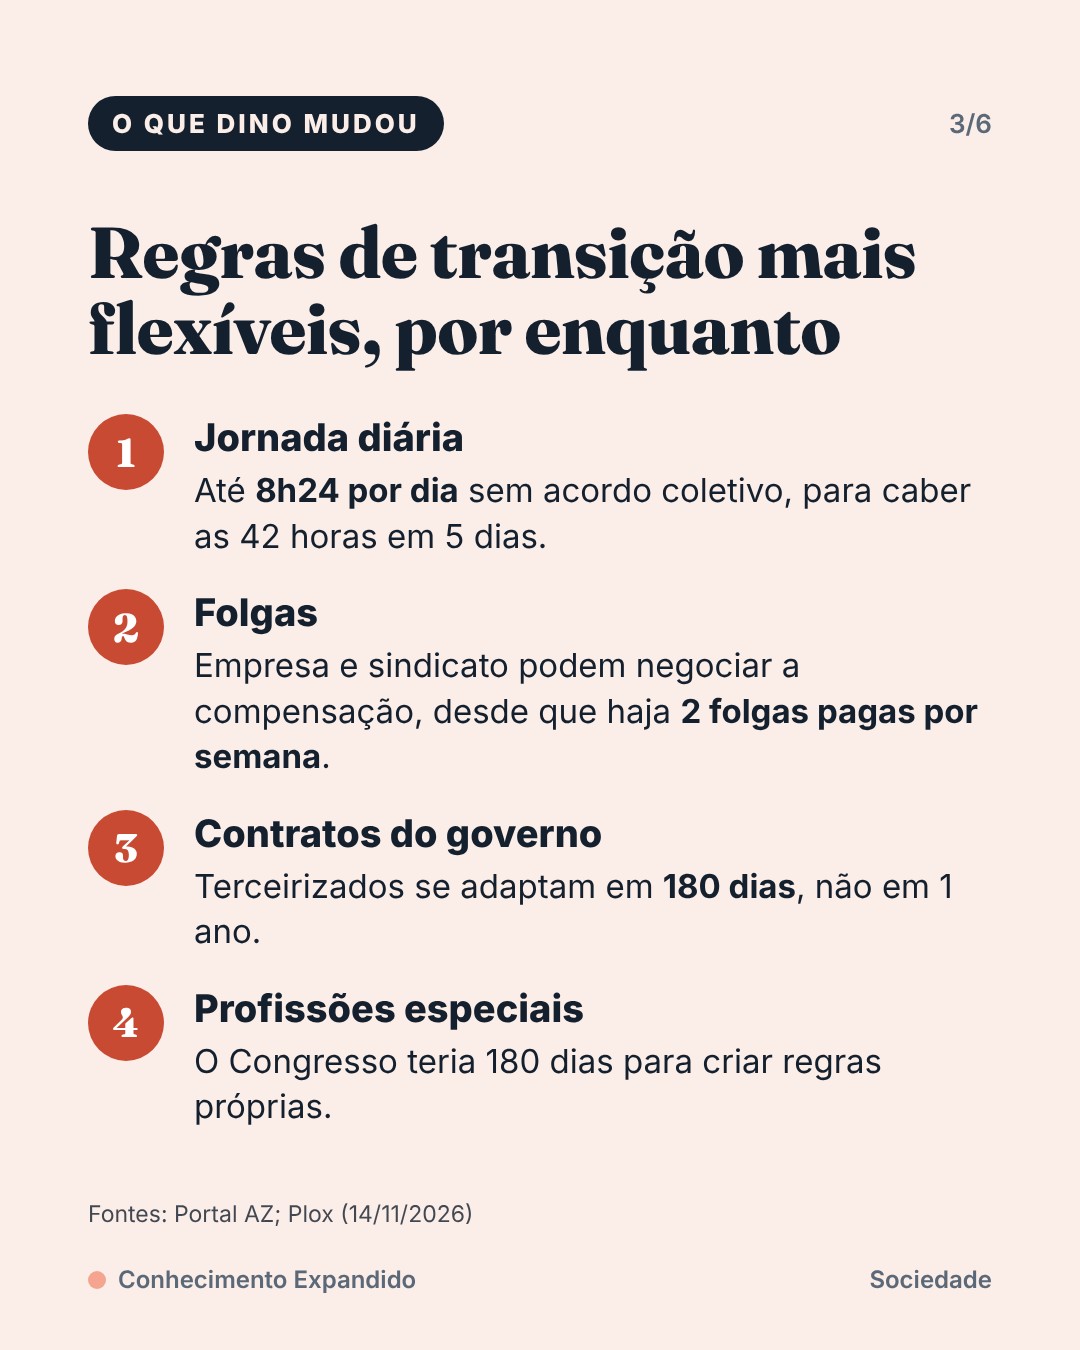 O QUE DINO MUDOU
3/6
Regras de transição mais
flexíveis, por enquanto
1
Jornada diária
Até 8h24 por dia sem acordo coletivo, para caber
as 42 horas em 5 dias.
2
Folgas
Empresa e sindicato podem negociar a
compensação, desde que haja 2 folgas pagas por
semana.
3
Contratos do governo
Terceirizados se adaptam em 180 dias, não em 1
ano.
4
Profissões especiais
O Congresso teria 180 dias para criar regras
próprias.
Fontes: Portal AZ; Plox (14/11/2026)
Conhecimento Expandido
Sociedade